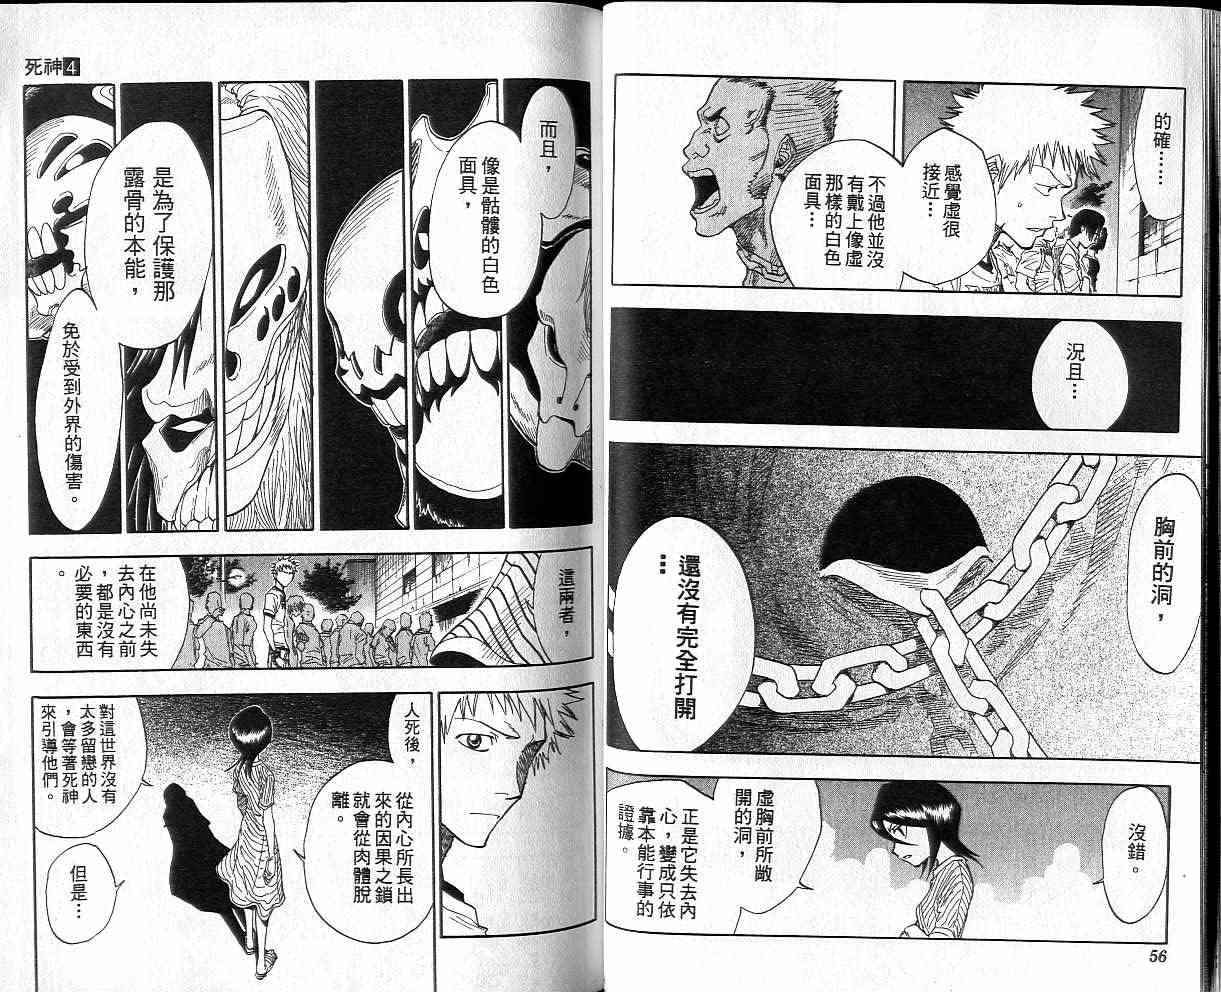 的確……
感覺虛很
接近…
不過他並沒
有戴上像虛
那樣的白色
面具…
況且…
胸前的洞，
還沒有完全打開
…
沒錯。
虛胸前所敞
開的洞，
正是它失去內
心，變成只依
靠本能行事的
證據。
56
死神4
而且，
像是骷髏的白色
面具，
是為了保護那
露骨的本能，
免於受到外界的傷害。
這兩者，
在他尚未失
去內心之前
，都是沒有
必要的東西
。
人死後，
從內心所長出
來的因果之鎖
就會從肉體脫
離。
對這世界沒有
太多留戀的人
，會等著死神
來引導他們。
但是…